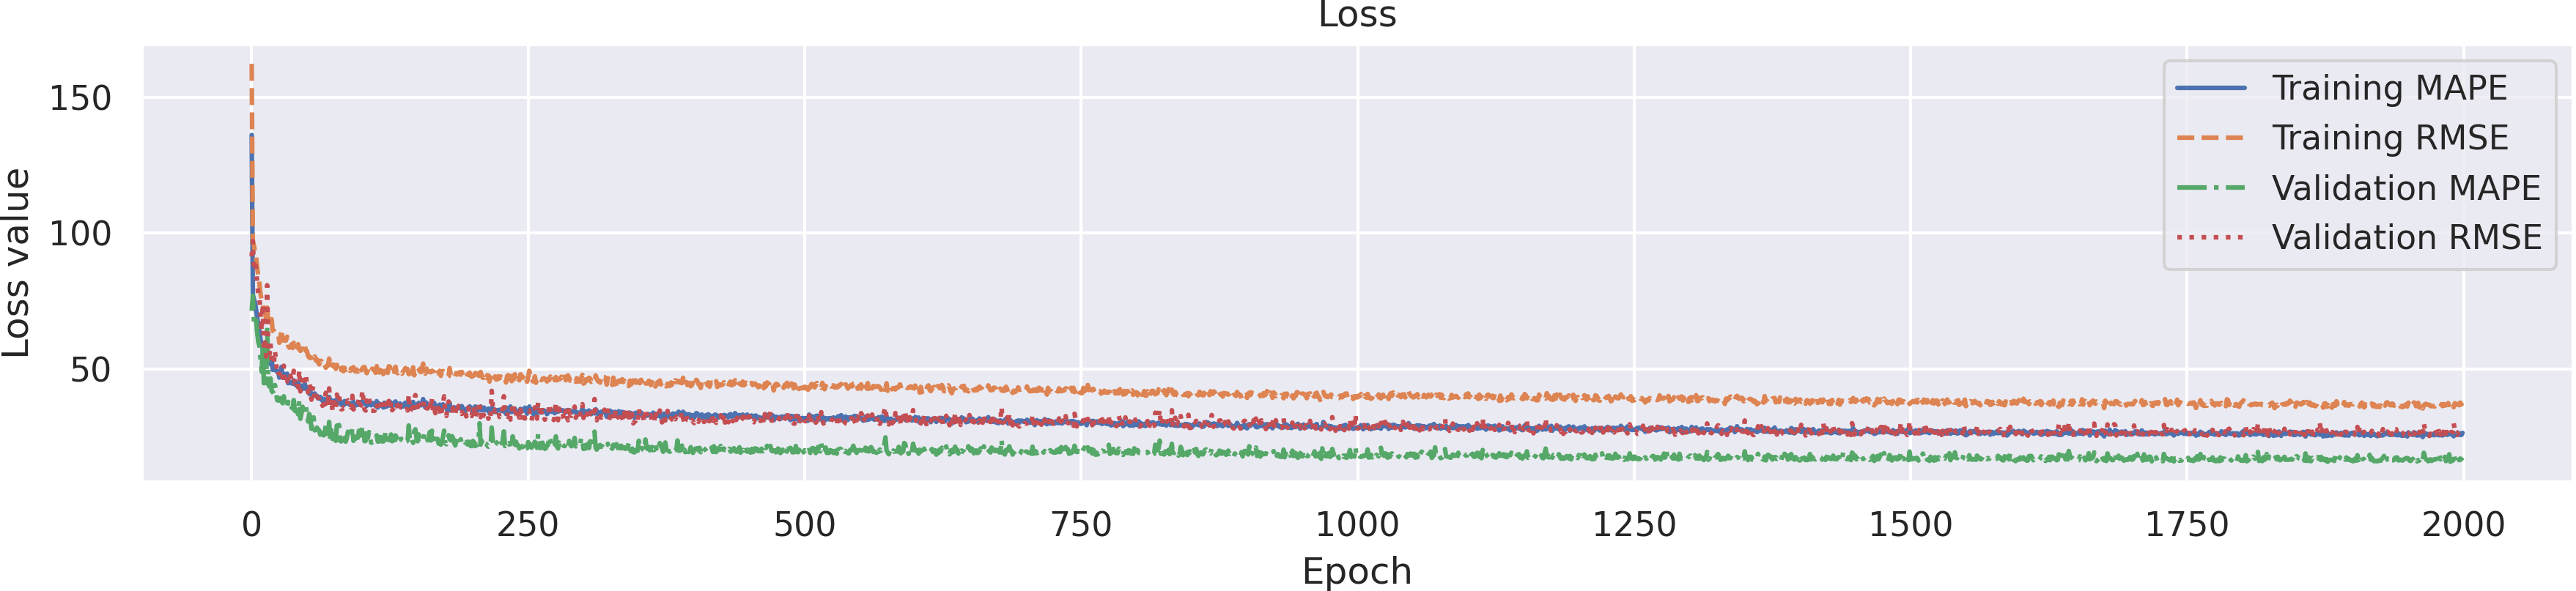 Loss
Loss value
150
100
50
Training MAPE
Training RMSE
Validation MAPE
Validation RMSE
0 250 500 750 1000 1250 1500 1750 2000
Epoch